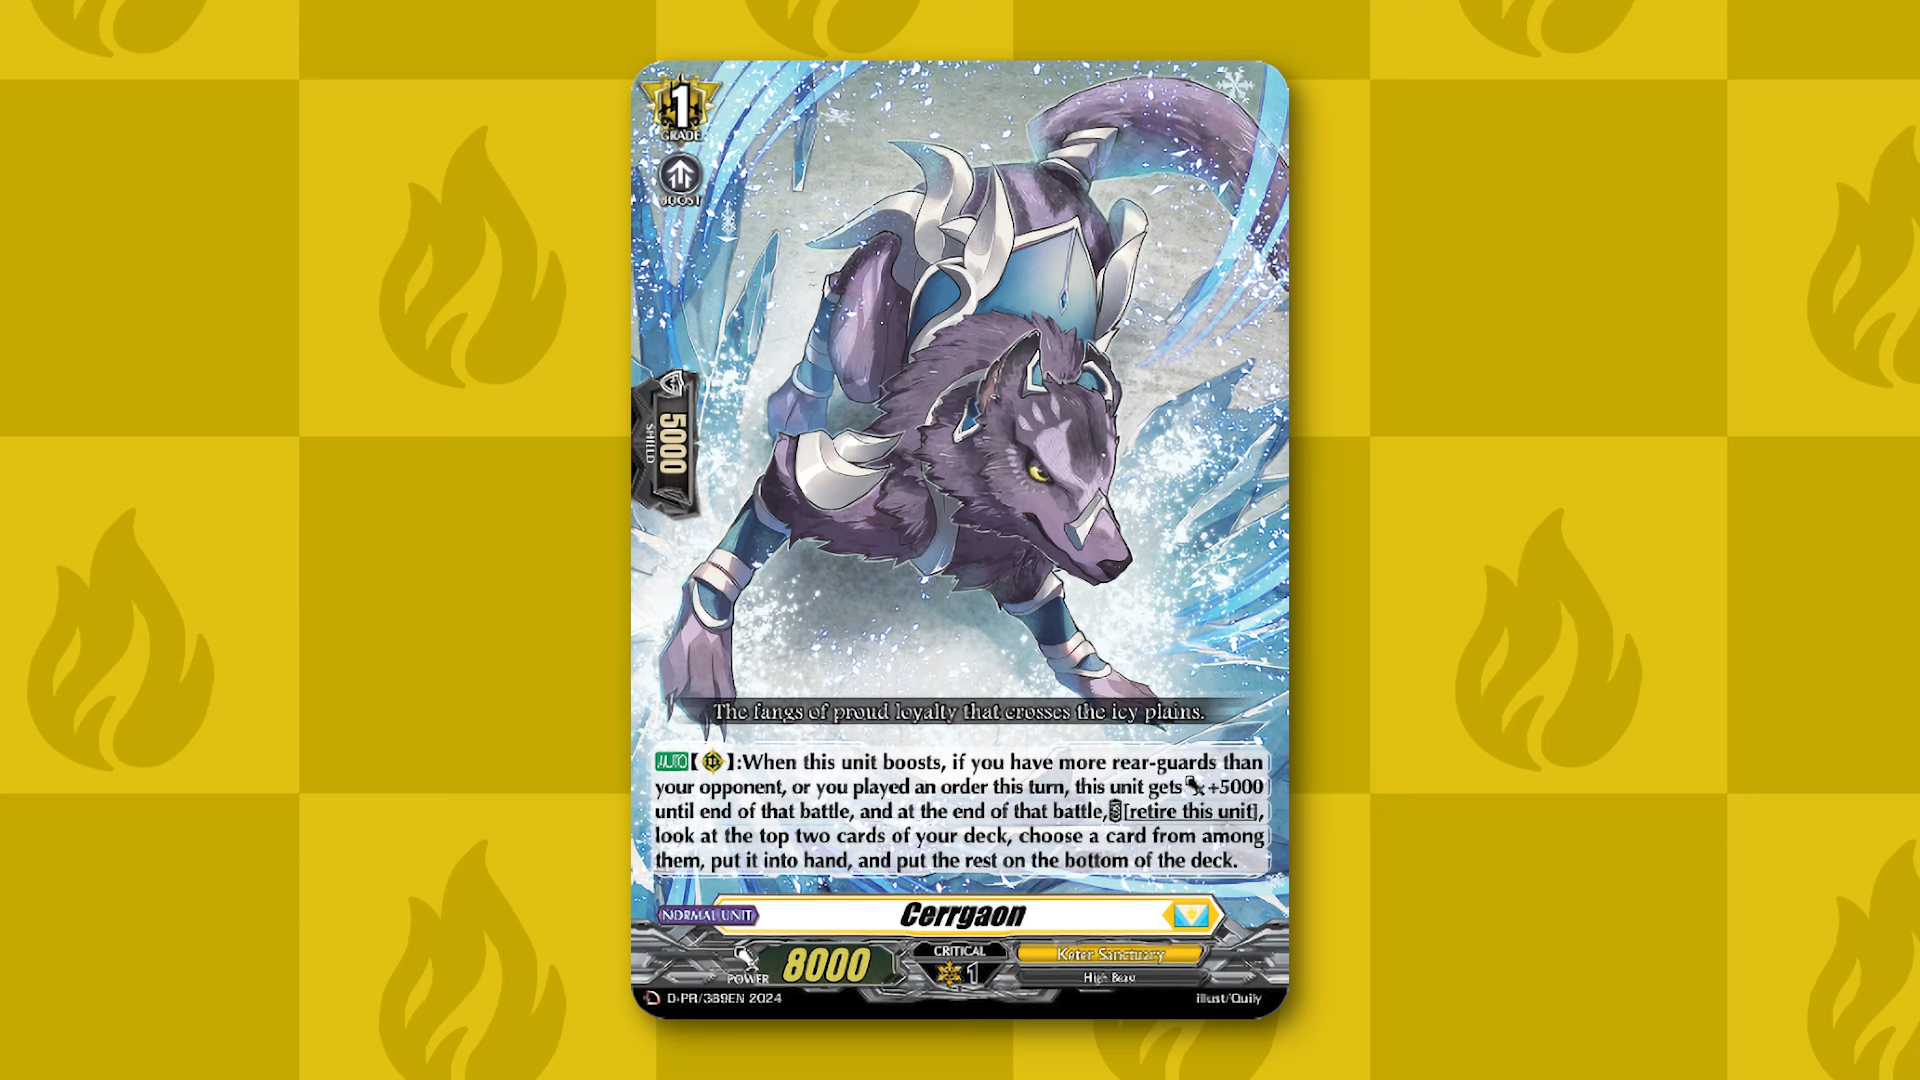 1
GRADE
BOOST
5000
SHIELD
The fangs of proud loyalty that crosses the icy plains.
AUTO【RC】:When this unit boosts, if you have more rear-guards than
your opponent, or you played an order this turn, this unit gets +5000
until end of that battle, and at the end of that battle, [retire this unit],
look at the top two cards of your deck, choose a card from among
them, put it into hand, and put the rest on the bottom of the deck.
NORMAL UNIT
Cerrgaon
POWER 8000
CRITICAL
1
Keter Sanctuary
High Beast
D-PR/389EN 2024
illust/Quily